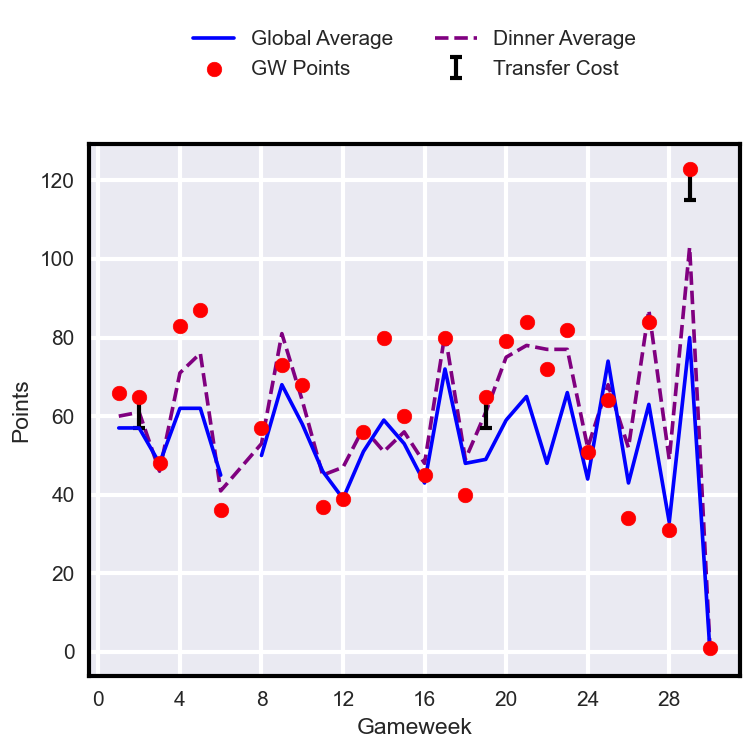 Global Average
Dinner Average
GW Points
Transfer Cost
120
100
80
60
40
20
0
Points
0 4 8 12 16 20 24 28
Gameweek